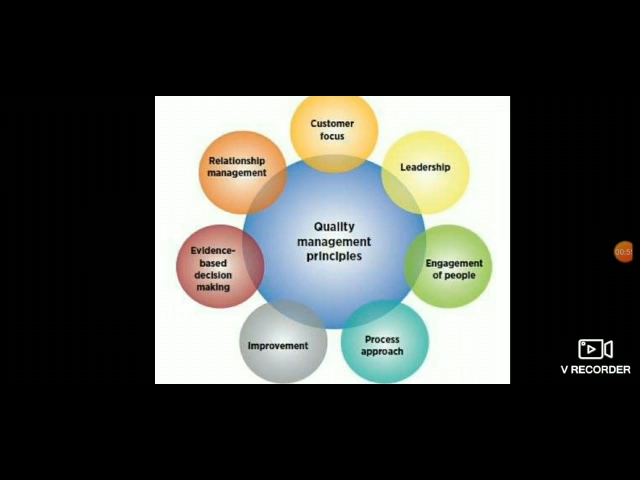 Customer
focus
Relationship
management
Leadership
Quality
management
principles
Evidence-
based
decision
making
Engagement
of people
Improvement
Process
approach
V RECORDER